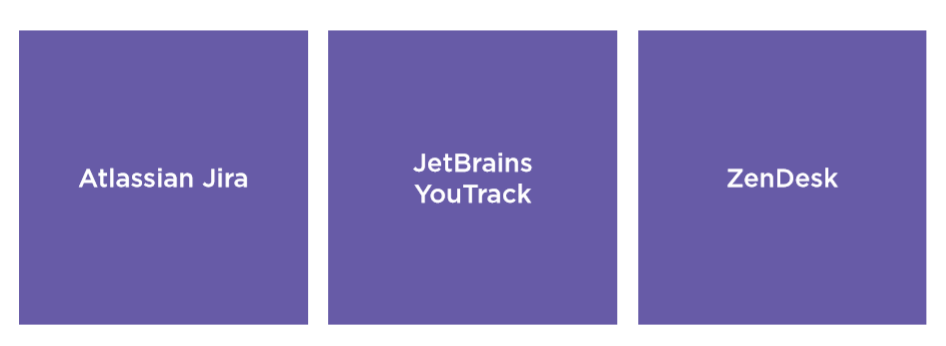 Atlassian Jira
JetBrains
YouTrack
ZenDesk